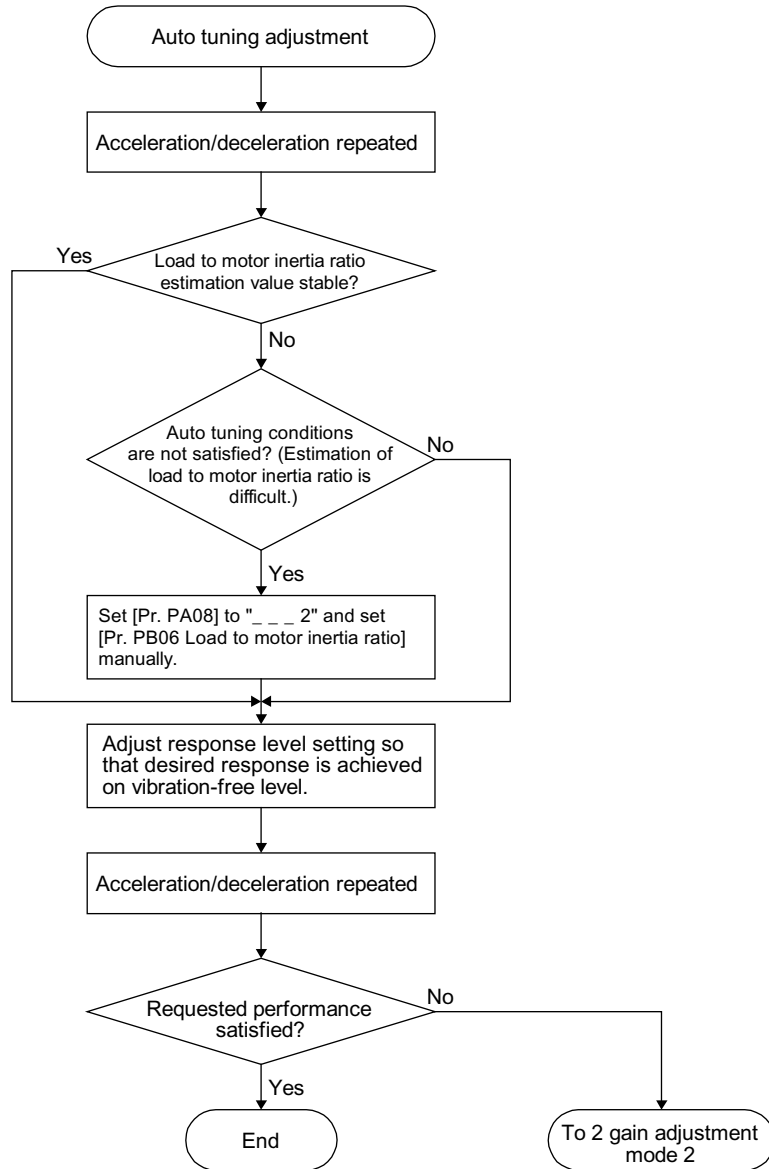 Auto tuning adjustment
Acceleration/deceleration repeated
Yes
Load to motor inertia ratio
estimation value stable?
No
Auto tuning conditions
are not satisfied? (Estimation of
load to motor inertia ratio is
difficult.)
No
Yes
Set [Pr. PA08] to "_ _ _ 2" and set
[Pr. PB06 Load to motor inertia ratio]
manually.
Adjust response level setting so
that desired response is achieved
on vibration-free level.
Acceleration/deceleration repeated
Requested performance
satisfied?
No
Yes
End
To 2 gain adjustment
mode 2